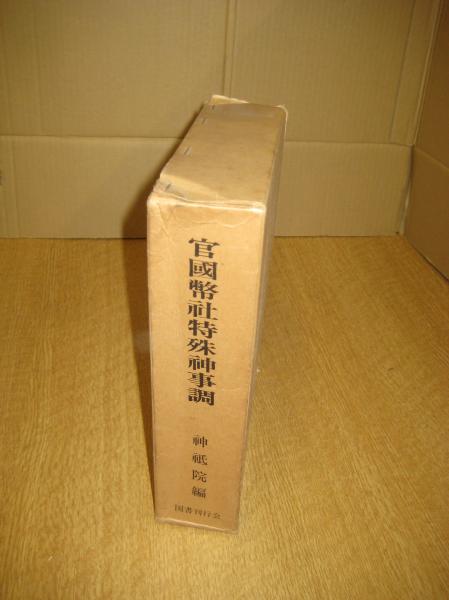 官國幣社特殊神事調
神祇院編
国書刊行会